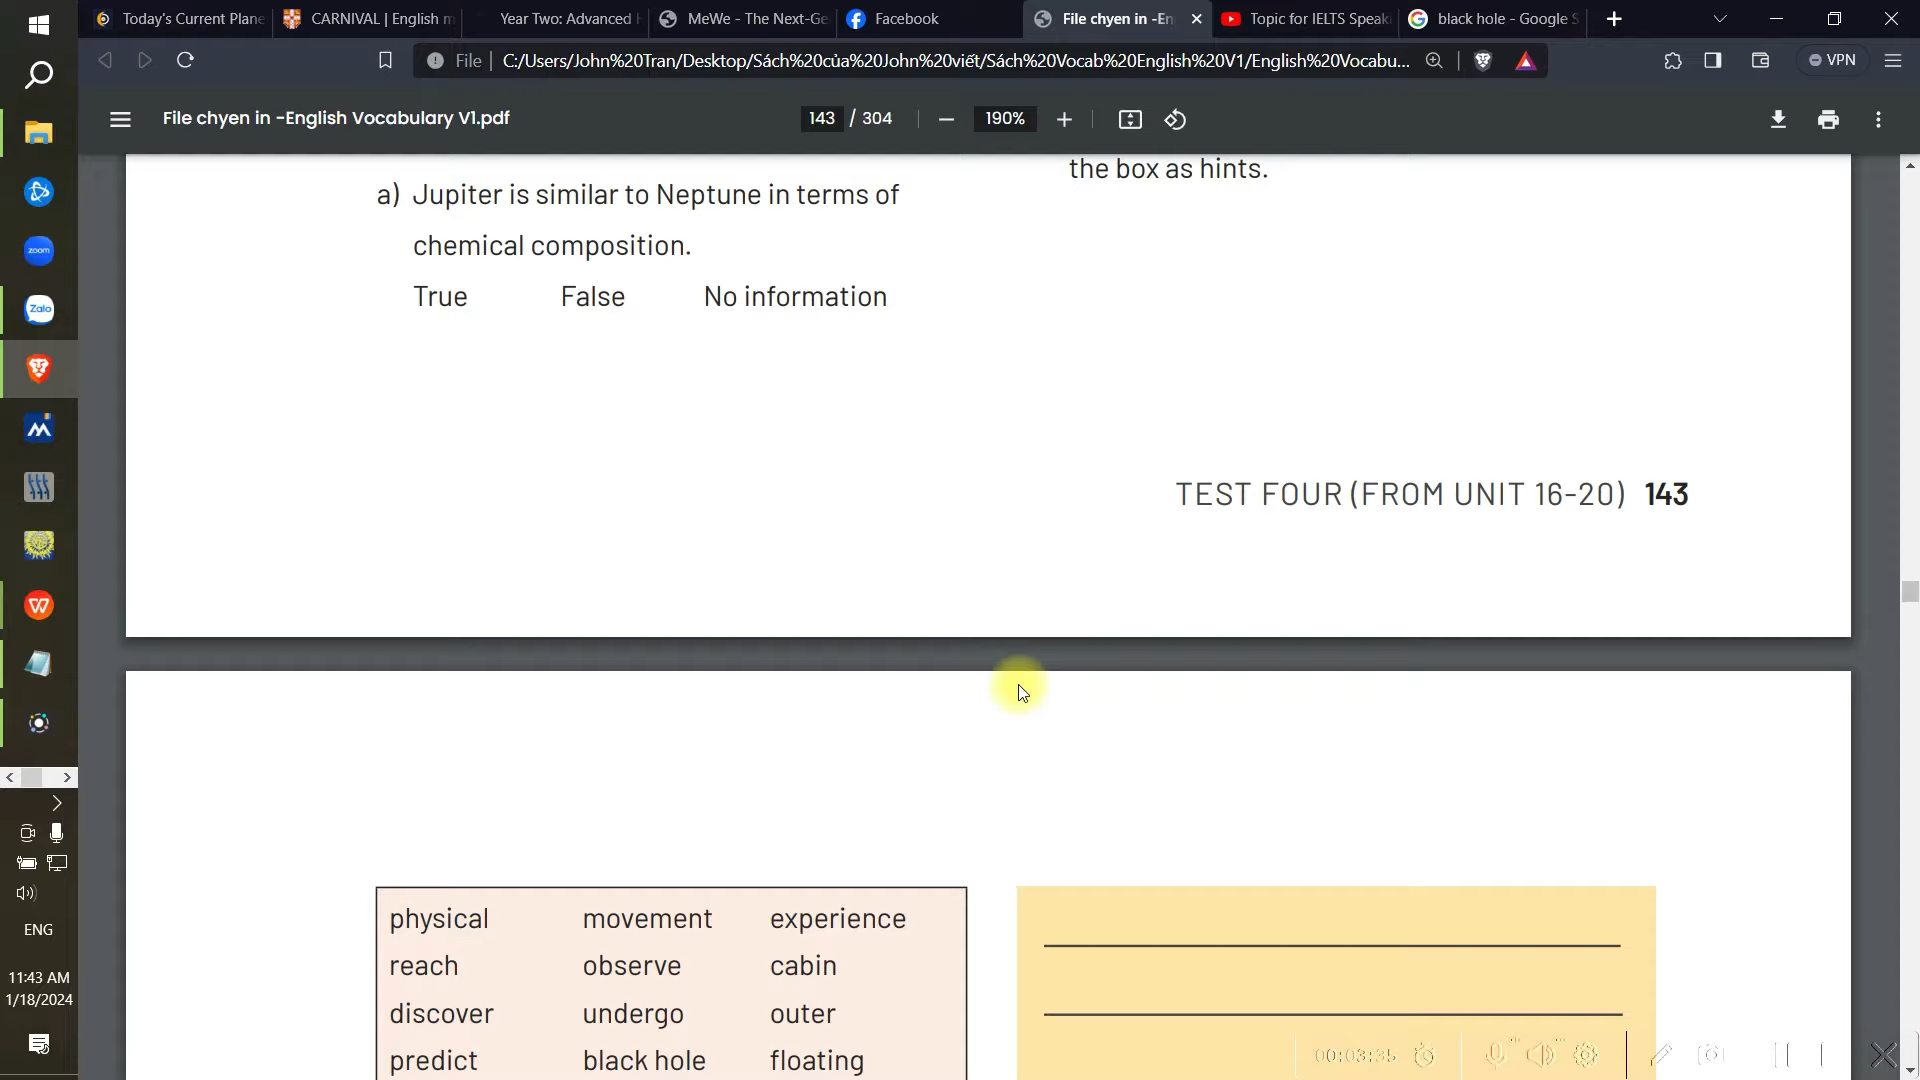 Today's Current Plane
CARNIVAL | English m
Year Two: Advanced
MeWe - The Next-Ge
Facebook
File chyen in -En
Topic for IELTS Speak
black hole - Google S
File
C:/Users/John%20Tran/Desktop/Sách%20của%20John%20viết/Sách%20Vocab%20English%20V1/English%20Vocabu...
VPN
File chyen in -English Vocabulary V1.pdf
143 / 304
190%
the box as hints.
a) Jupiter is similar to Neptune in terms of
chemical composition.
True False No information
TEST FOUR (FROM UNIT 16-20) 143
physical movement experience
reach observe cabin
discover undergo outer
predict black hole floating
zoom
Zalo
ENG
11:43 AM
1/18/2024
00:03:35